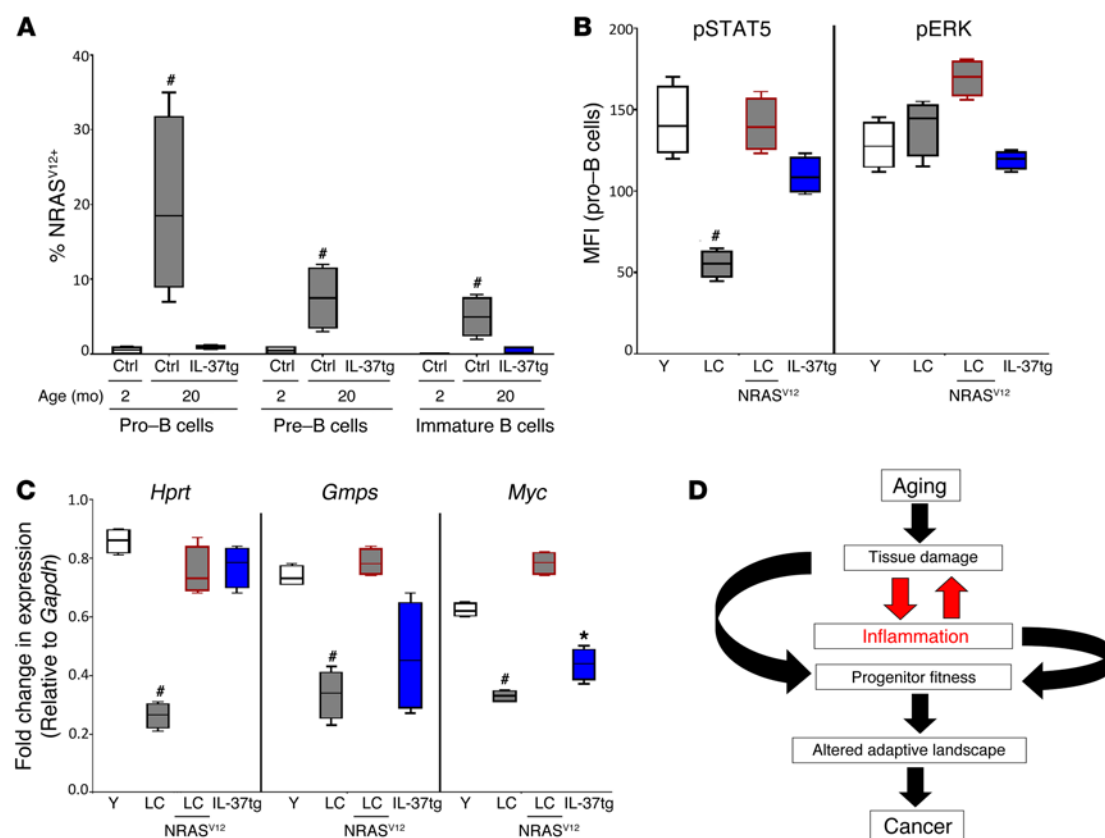 A
% NRASV12+
40
30
20
10
0
#
#
#
Ctrl Ctrl IL-37tg Ctrl Ctrl IL-37tg Ctrl Ctrl IL-37tg
Age (mo) 2 20 2 20 2 20
Pro–B cells Pre–B cells Immature B cells
B
pSTAT5 pERK
MFI (pro–B cells)
200
150
100
50
0
#
Y LC LC IL-37tg Y LC LC IL-37tg
NRASV12 NRASV12
C
Hprt Gmps Myc
Fold change in expression
(Relative to Gapdh)
1.0
0.8
0.6
0.4
0.2
0.0
#
#
#
*
Y LC LC IL-37tg Y LC LC IL-37tg Y LC LC IL-37tg
NRASV12 NRASV12 NRASV12
D
Aging
Tissue damage
Inflammation
Progenitor fitness
Altered adaptive landscape
Cancer